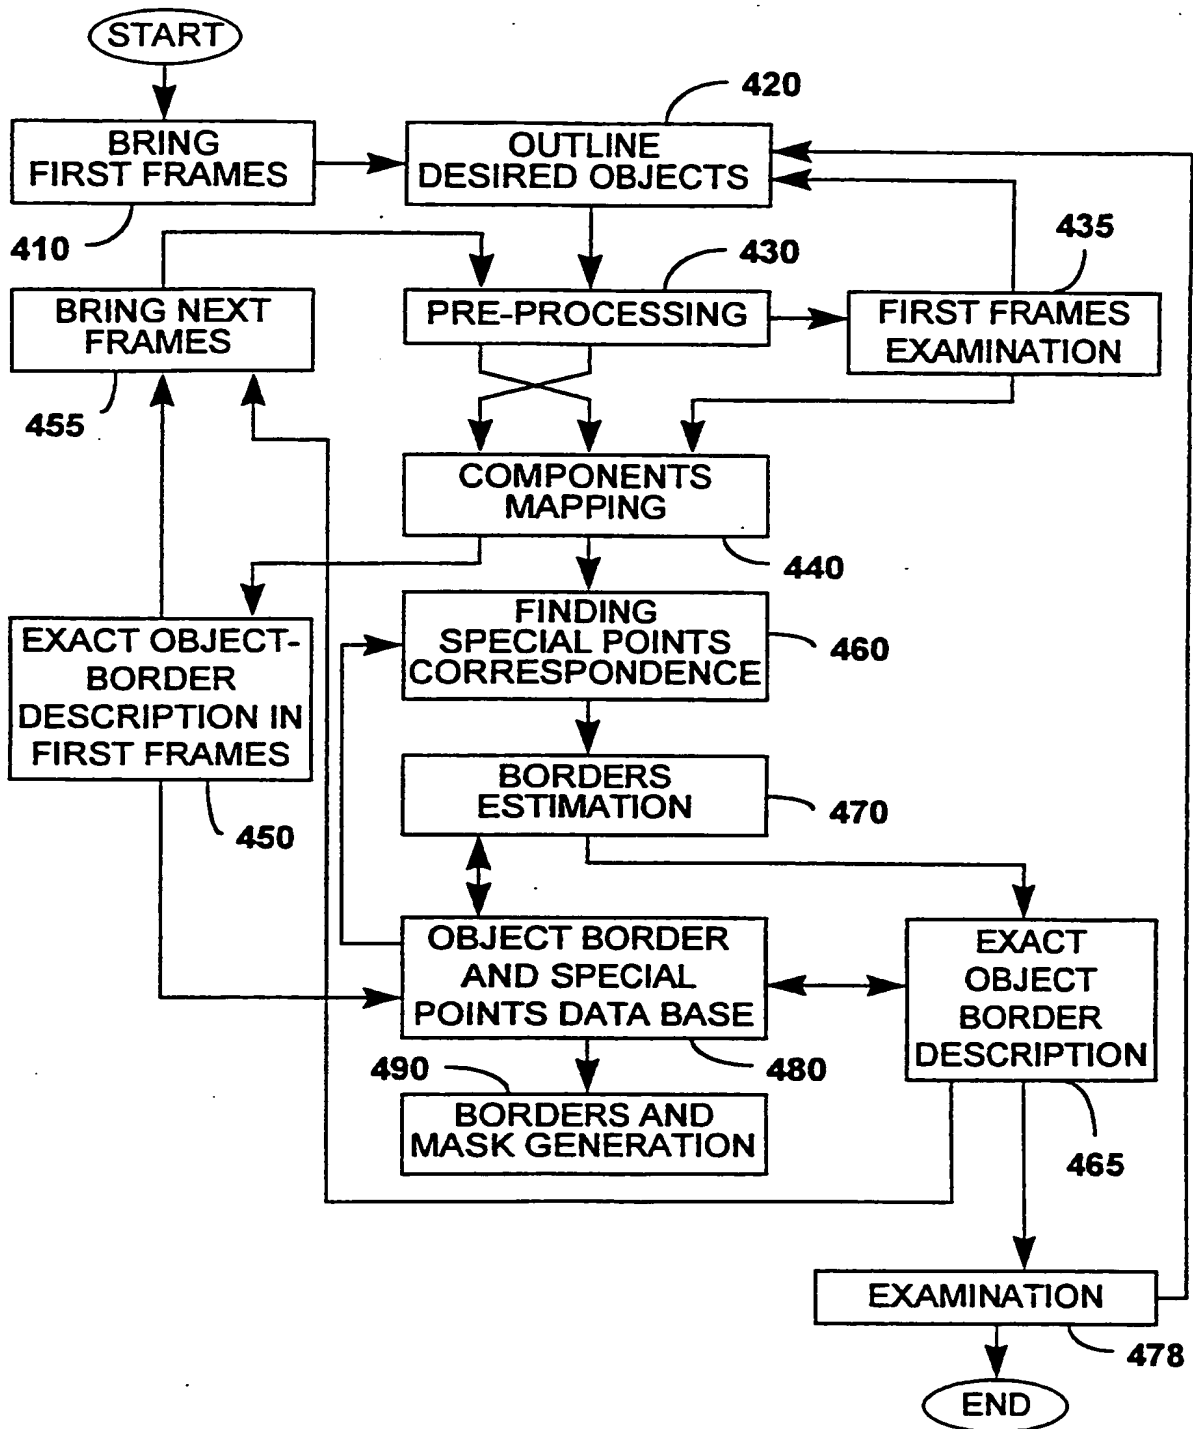 START
420
BRING
FIRST FRAMES
OUTLINE
DESIRED OBJECTS
410
435
430
BRING NEXT
FRAMES
PRE-PROCESSING
FIRST FRAMES
EXAMINATION
455
COMPONENTS
MAPPING
440
EXACT OBJECT-
BORDER
DESCRIPTION IN
FIRST FRAMES
FINDING
SPECIAL POINTS
CORRESPONDENCE
460
450
BORDERS
ESTIMATION
470
OBJECT BORDER
AND SPECIAL
POINTS DATA BASE
EXACT
OBJECT
BORDER
DESCRIPTION
490
480
BORDERS AND
MASK GENERATION
465
EXAMINATION
478
END